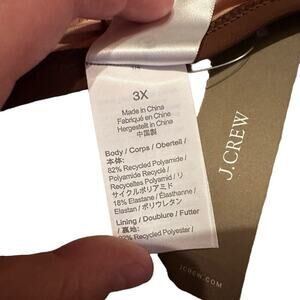 3X
Made in China
Fabriqué en China
Hergestellt in China
中国製
Body / Corps / Oberteil /
本体:
82% Recycled Polyamide /
Polyamide Recyclé /
Recyceltes Polyamid / リ
サイクルポリアミド
18% Elastane / Élasthanne /
Elastan / ポリウレタン
Lining / Doublure / Futter
/ 裏地:
Recycled Polyester /
J.CREW
JCREW.COM